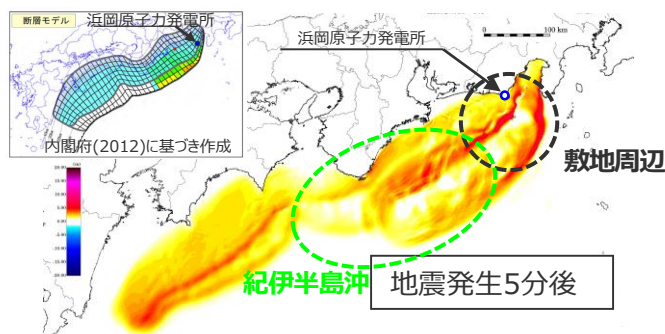 断層モデル
浜岡原子力発電所
内閣府(2012)に基づき作成
浜岡原子力発電所
100 km
敷地周辺
紀伊半島沖
地震発生5分後